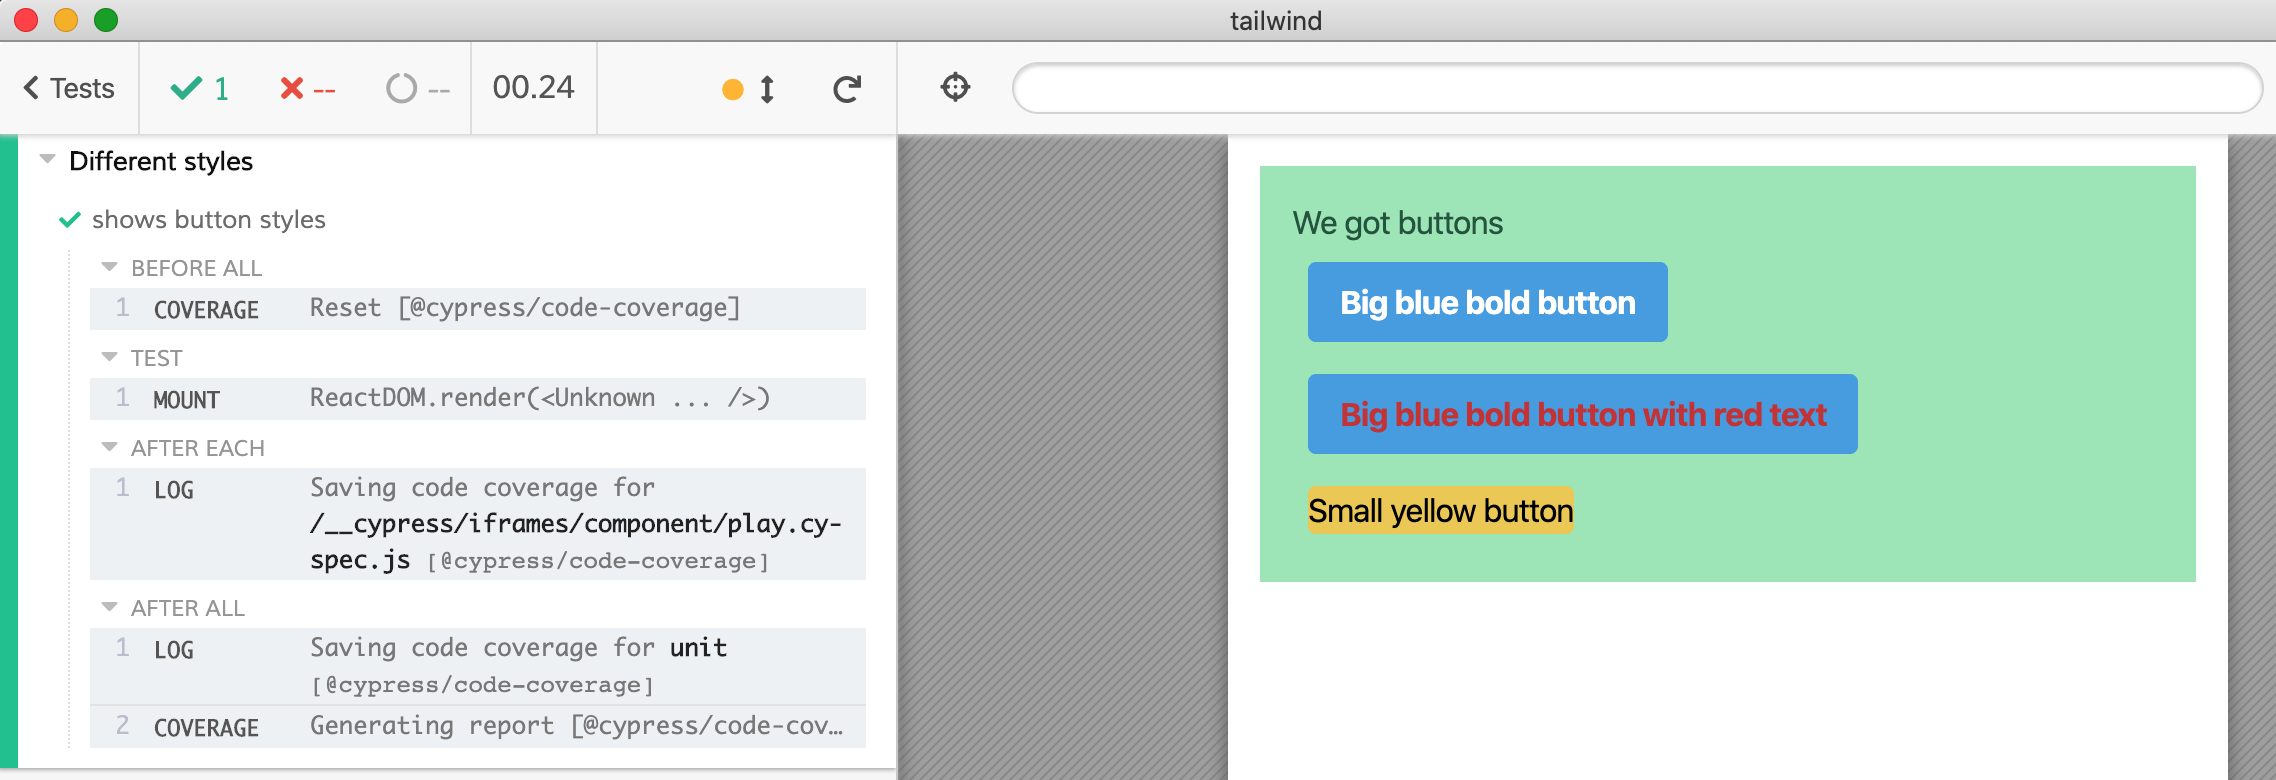 tailwind
Tests
1
--
--
00.24
Different styles
shows button styles
BEFORE ALL
1 COVERAGE Reset [@cypress/code-coverage]
TEST
1 MOUNT ReactDOM.render(<Unknown ... />)
AFTER EACH
1 LOG Saving code coverage for
/__cypress/iframes/component/play.cy-
spec.js [@cypress/code-coverage]
AFTER ALL
1 LOG Saving code coverage for unit
[@cypress/code-coverage]
2 COVERAGE Generating report [@cypress/code-cov…
We got buttons
Big blue bold button
Big blue bold button with red text
Small yellow button